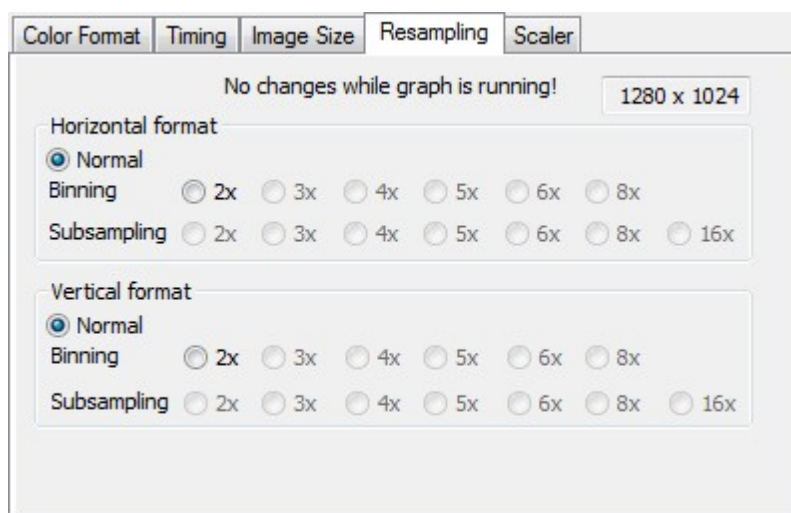 Color Format Timing Image Size Resampling Scaler
No changes while graph is running! 1280 x 1024
Horizontal format
Normal
Binning 2x 3x 4x 5x 6x 8x
Subsampling 2x 3x 4x 5x 6x 8x 16x
Vertical format
Normal
Binning 2x 3x 4x 5x 6x 8x
Subsampling 2x 3x 4x 5x 6x 8x 16x